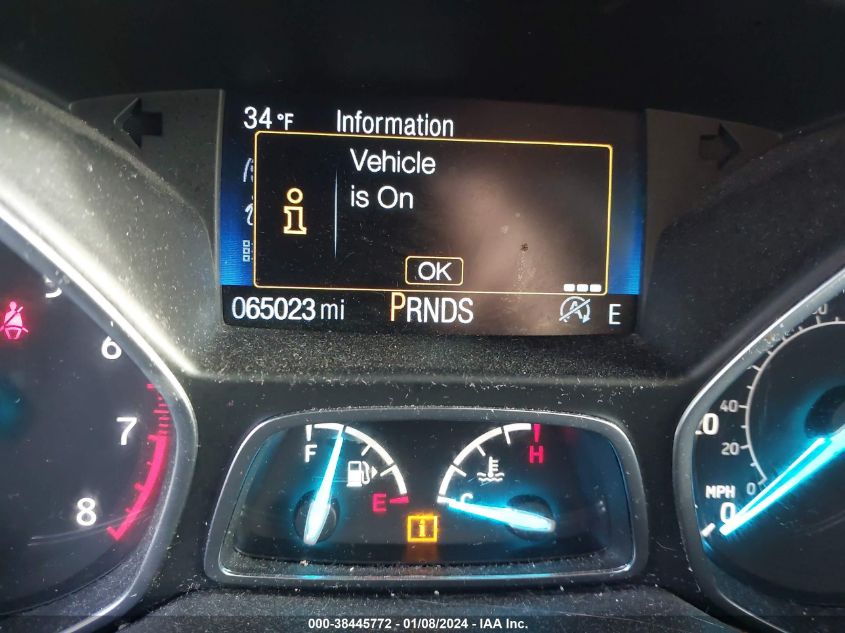 34°F Information
Vehicle
is On
OK
065023 mi PRNDS E
6
7
8
F
E
C
H
40
20
0
MPH
0
000-38445772 | 01/08/2024 - IAA Inc.